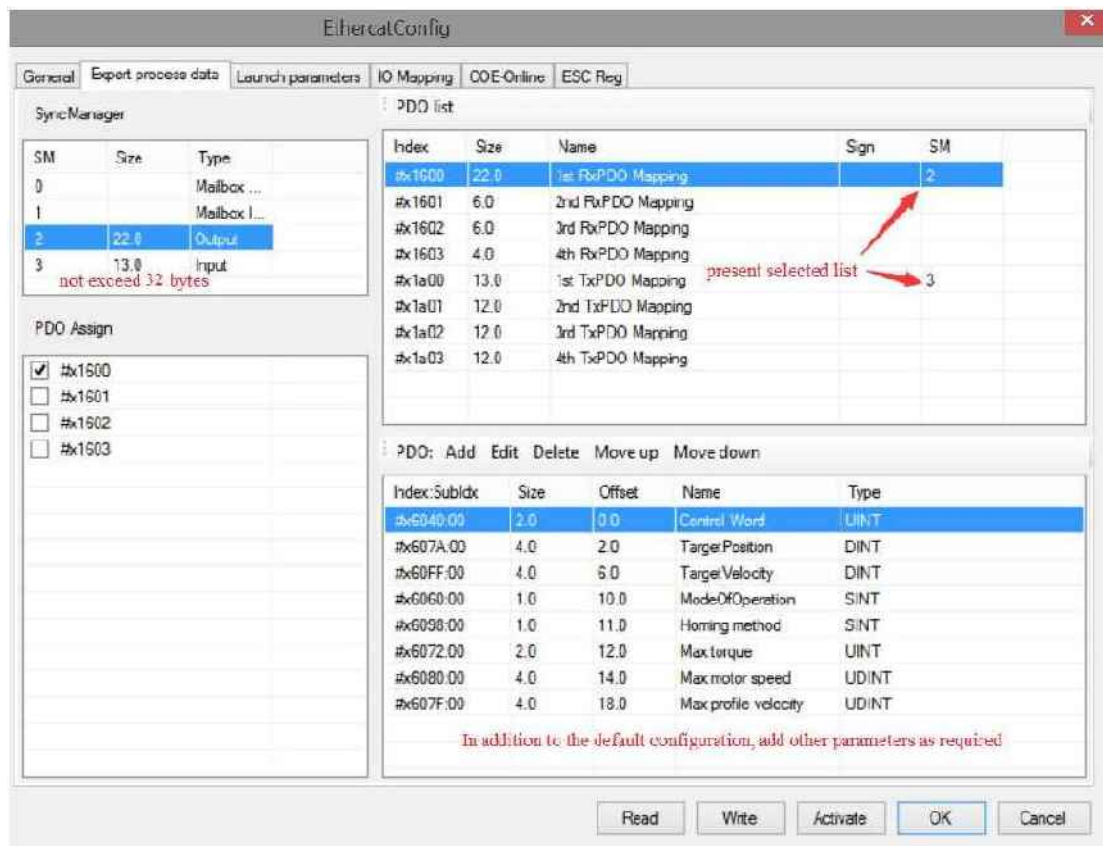 EthercatConfig
General Expert process data Launch parameters IO Mapping COE-Online ESC Reg
SyncManager
SM Size Type
0 Mailbox ...
1 Mailbox I...
2 22.0 Output
3 13.0 Input
not exceed 32 bytes
PDO Assign
#x1600
#x1601
#x1602
#x1603
PDO list
Index Size Name Sign SM
#x1600 22.0 1st RxPDO Mapping 2
#x1601 6.0 2nd RxPDO Mapping
#x1602 6.0 3rd RxPDO Mapping
#x1603 4.0 4th RxPDO Mapping
present selected list
#x1a00 13.0 1st TxPDO Mapping 3
#x1a01 12.0 2nd TxPDO Mapping
#x1a02 12.0 3rd TxPDO Mapping
#x1a03 12.0 4th TxPDO Mapping
PDO: Add Edit Delete Move up Move down
Index:SubIdx Size Offset Name Type
#x6040:00 2.0 0.0 Control Word UINT
#x607A:00 4.0 2.0 TargetPosition DINT
#x60FF:00 4.0 6.0 TargetVelocity DINT
#x6060:00 1.0 10.0 ModeOfOperation SINT
#x6098:00 1.0 11.0 Homing method SINT
#x6072:00 2.0 12.0 Max torque UINT
#x6080:00 4.0 14.0 Max motor speed UDINT
#x607F:00 4.0 18.0 Max profile velocity UDINT
In addition to the default configuration, add other parameters as required
Read Write Activate OK Cancel